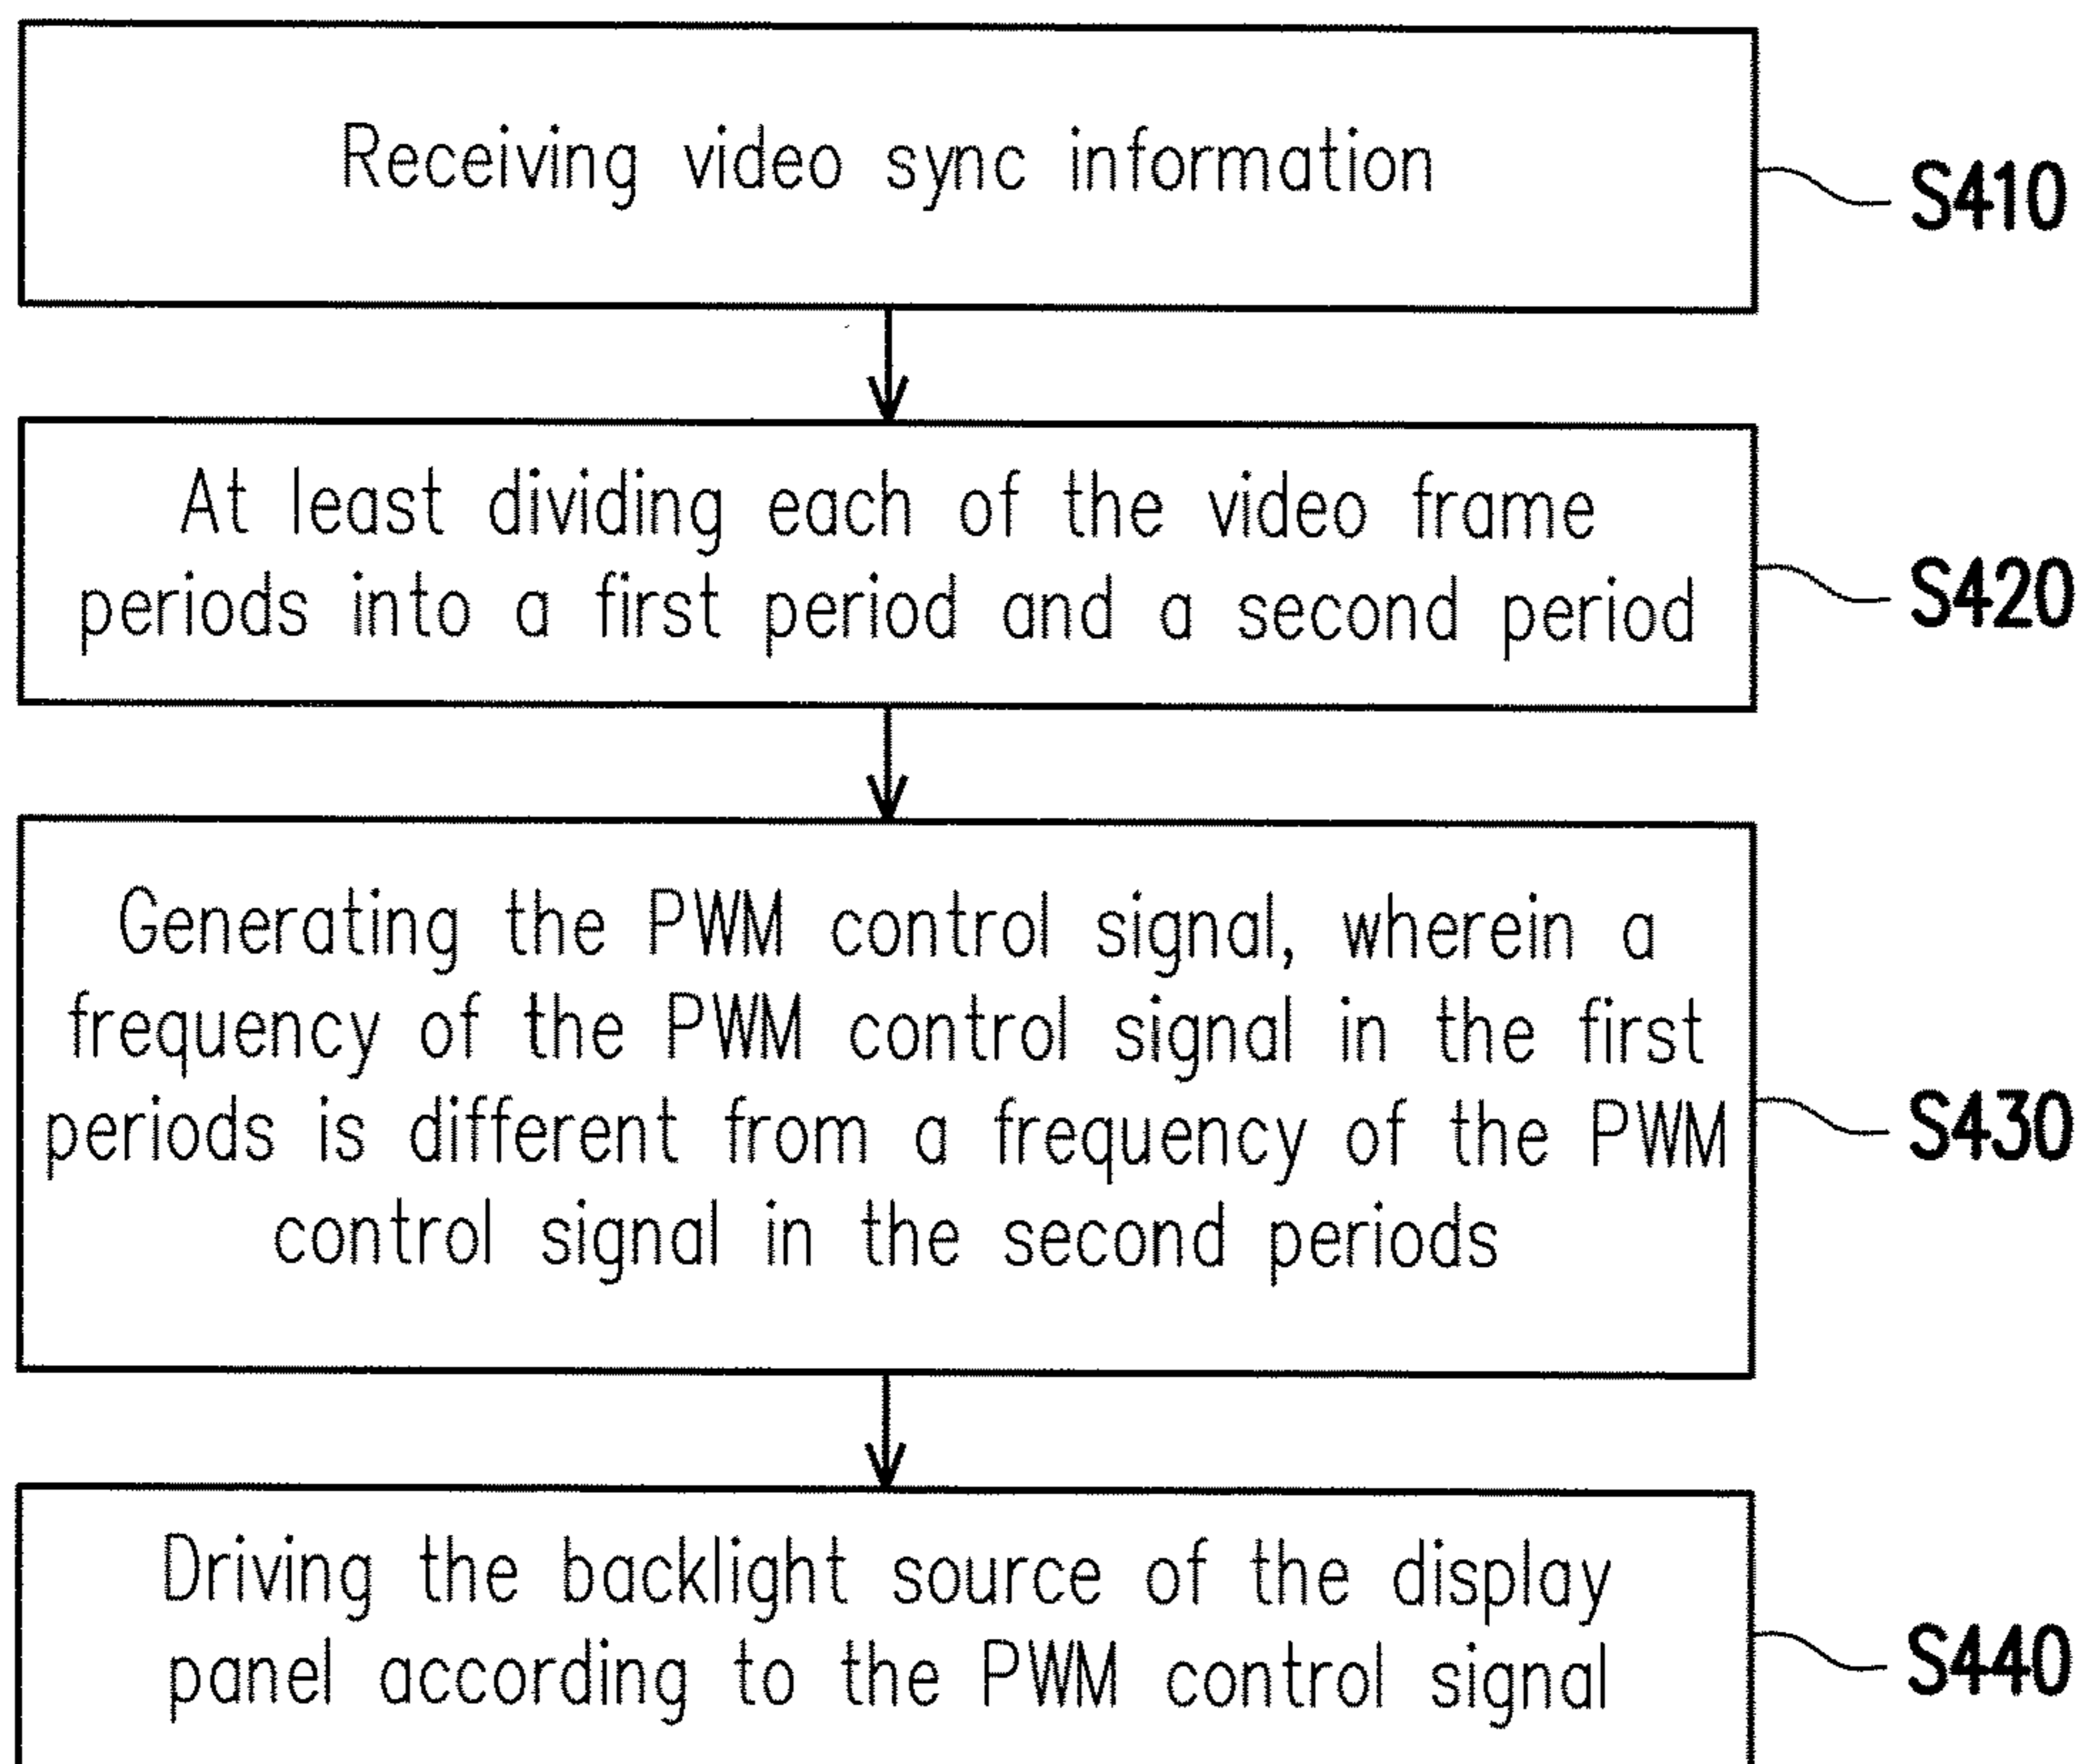 Receiving video sync information
S410
At least dividing each of the video frame
periods into a first period and a second period
S420
Generating the PWM control signal, wherein a
frequency of the PWM control signal in the first
periods is different from a frequency of the PWM
control signal in the second periods
S430
Driving the backlight source of the display
panel according to the PWM control signal
S440